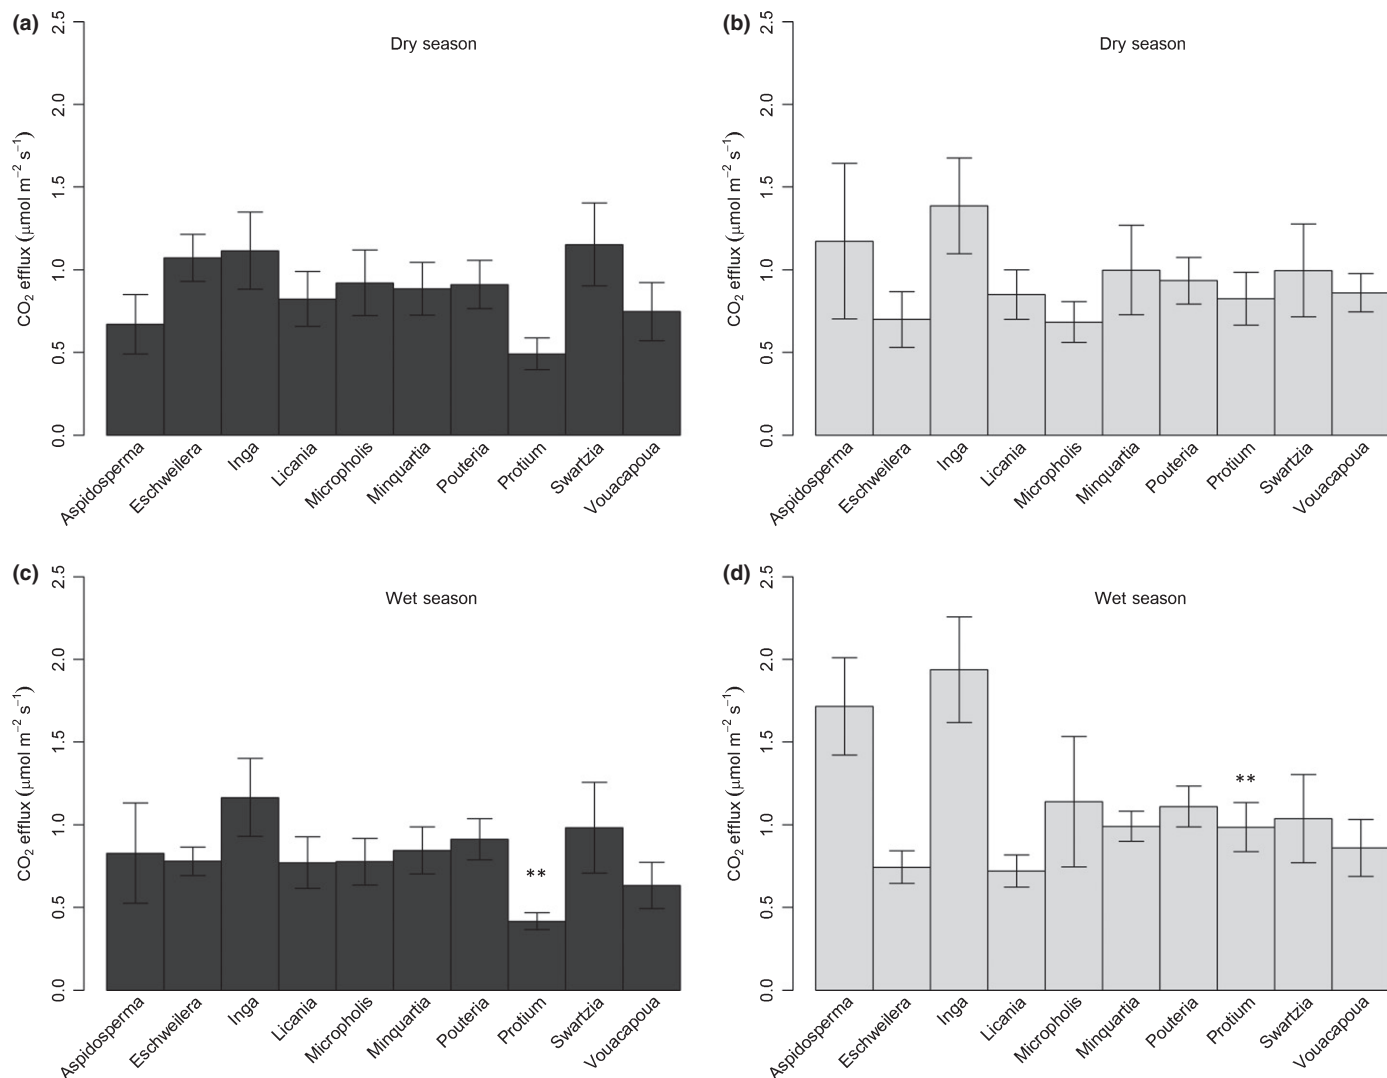 (a)
Dry season
CO₂ efflux (µmol m⁻² s⁻¹)
2.5
2.0
1.5
1.0
0.5
0.0
Aspidosperma
Eschweilera
Inga
Licania
Micropholis
Minquartia
Pouteria
Protium
Swartzia
Vouacapoua
(b)
Dry season
CO₂ efflux (µmol m⁻² s⁻¹)
2.5
2.0
1.5
1.0
0.5
0.0
Aspidosperma
Eschweilera
Inga
Licania
Micropholis
Minquartia
Pouteria
Protium
Swartzia
Vouacapoua
(c)
Wet season
CO₂ efflux (µmol m⁻² s⁻¹)
2.5
2.0
1.5
1.0
0.5
0.0
**
Aspidosperma
Eschweilera
Inga
Licania
Micropholis
Minquartia
Pouteria
Protium
Swartzia
Vouacapoua
(d)
Wet season
CO₂ efflux (µmol m⁻² s⁻¹)
2.5
2.0
1.5
1.0
0.5
0.0
**
Aspidosperma
Eschweilera
Inga
Licania
Micropholis
Minquartia
Pouteria
Protium
Swartzia
Vouacapoua